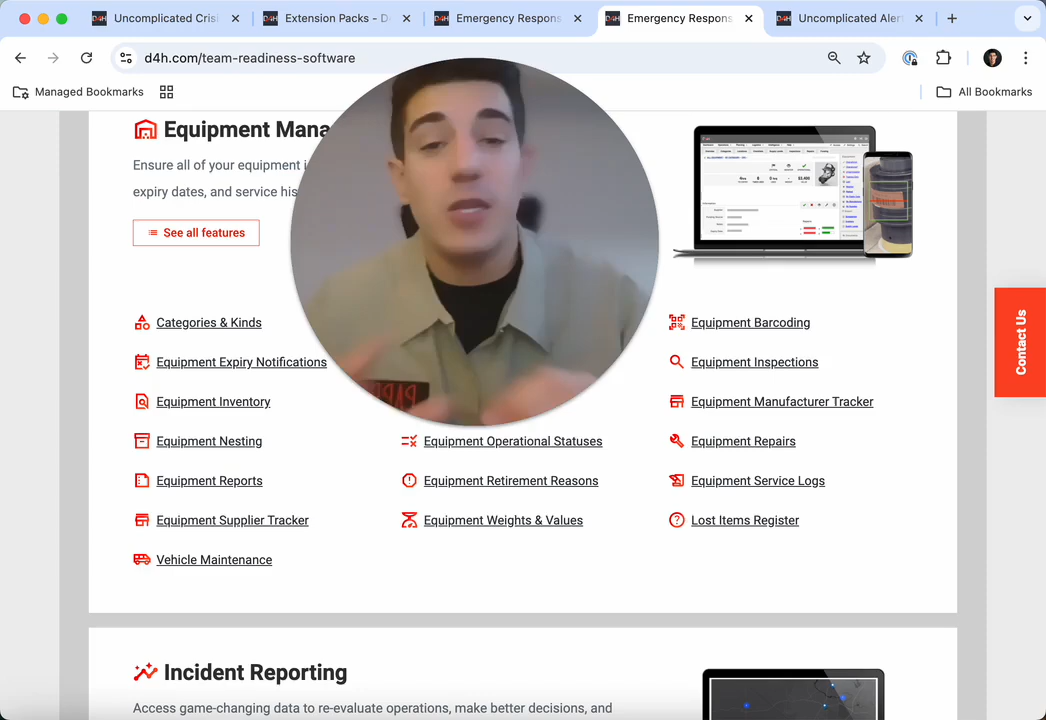 Uncomplicated Cris
Extension Packs - D
Emergency Respons
Emergency Respons
Uncomplicated Aler
d4h.com/team-readiness-software
Managed Bookmarks
All Bookmarks
Equipment Mana
Ensure all of your equipment i
expiry dates, and service his
See all features
Categories & Kinds
Equipment Barcoding
Equipment Expiry Notifications
Equipment Inspections
Equipment Inventory
Equipment Manufacturer Tracker
Equipment Nesting
Equipment Operational Statuses
Equipment Repairs
Equipment Reports
Equipment Retirement Reasons
Equipment Service Logs
Equipment Supplier Tracker
Equipment Weights & Values
Lost Items Register
Vehicle Maintenance
Contact Us
Incident Reporting
Access game-changing data to re-evaluate operations, make better decisions, and